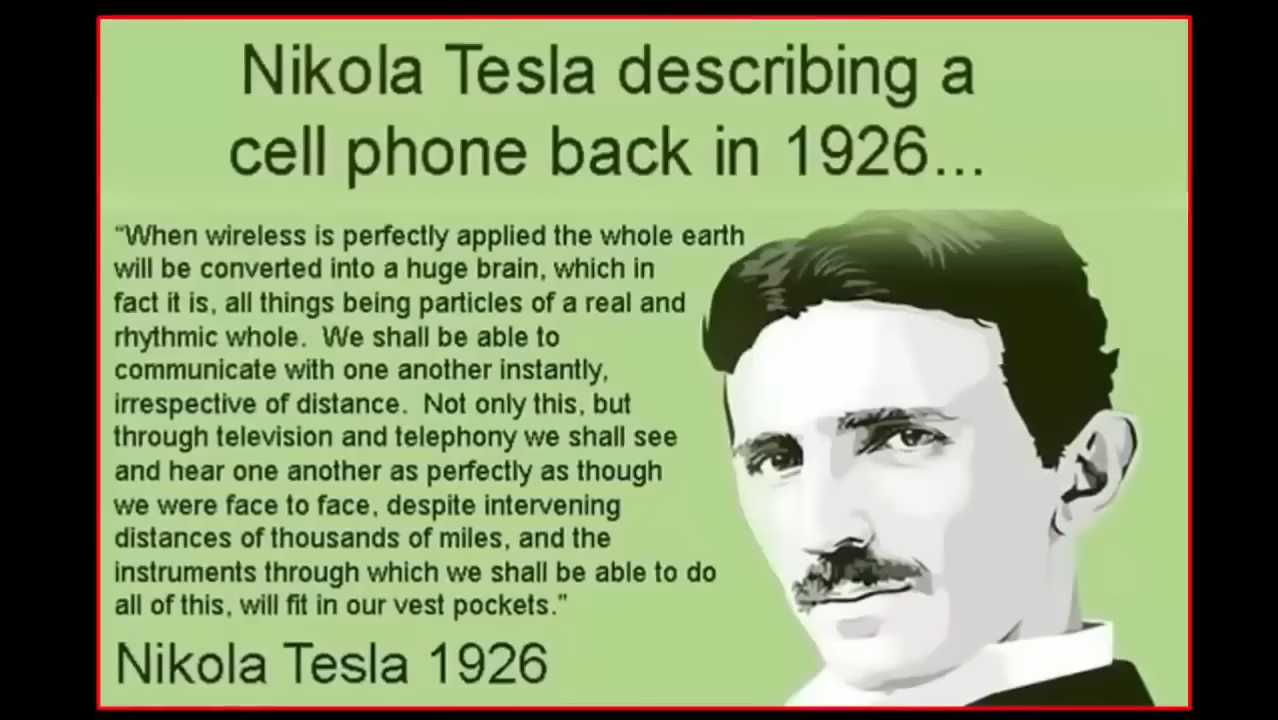 Nikola Tesla describing a
cell phone back in 1926...
“When wireless is perfectly applied the whole earth
will be converted into a huge brain, which in
fact it is, all things being particles of a real and
rhythmic whole.  We shall be able to
communicate with one another instantly,
irrespective of distance.  Not only this, but
through television and telephony we shall see
and hear one another as perfectly as though
we were face to face, despite intervening
distances of thousands of miles, and the
instruments through which we shall be able to do
all of this, will fit in our vest pockets.”
Nikola Tesla 1926